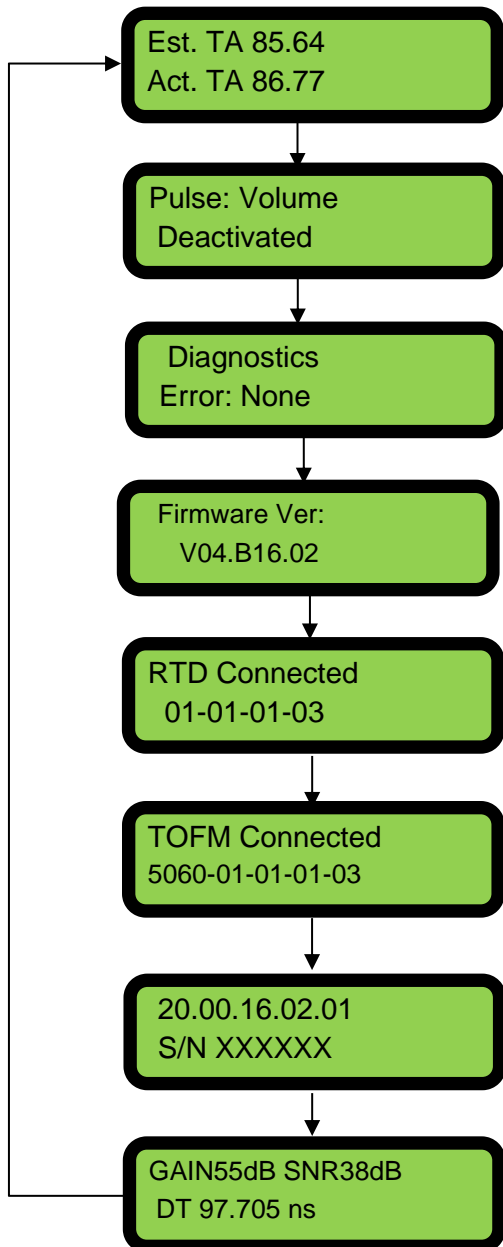 Est. TA 85.64
Act. TA 86.77
Pulse: Volume
Deactivated
Diagnostics
Error: None
Firmware Ver:
V04.B16.02
RTD Connected
01-01-01-03
TOFM Connected
5060-01-01-01-03
20.00.16.02.01
S/N XXXXXX
GAIN55dB SNR38dB
DT 97.705 ns